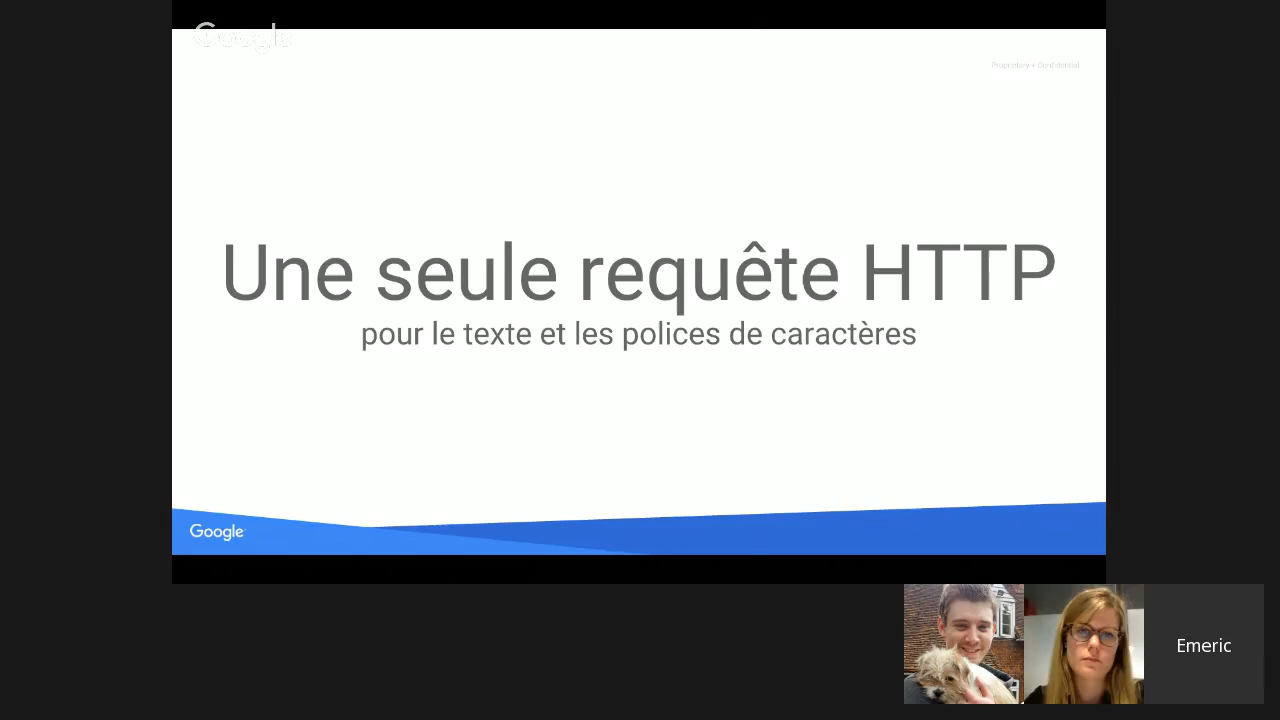 Google
Proprietary + Confidential
Une seule requête HTTP
pour le texte et les polices de caractères
Google
Emeric